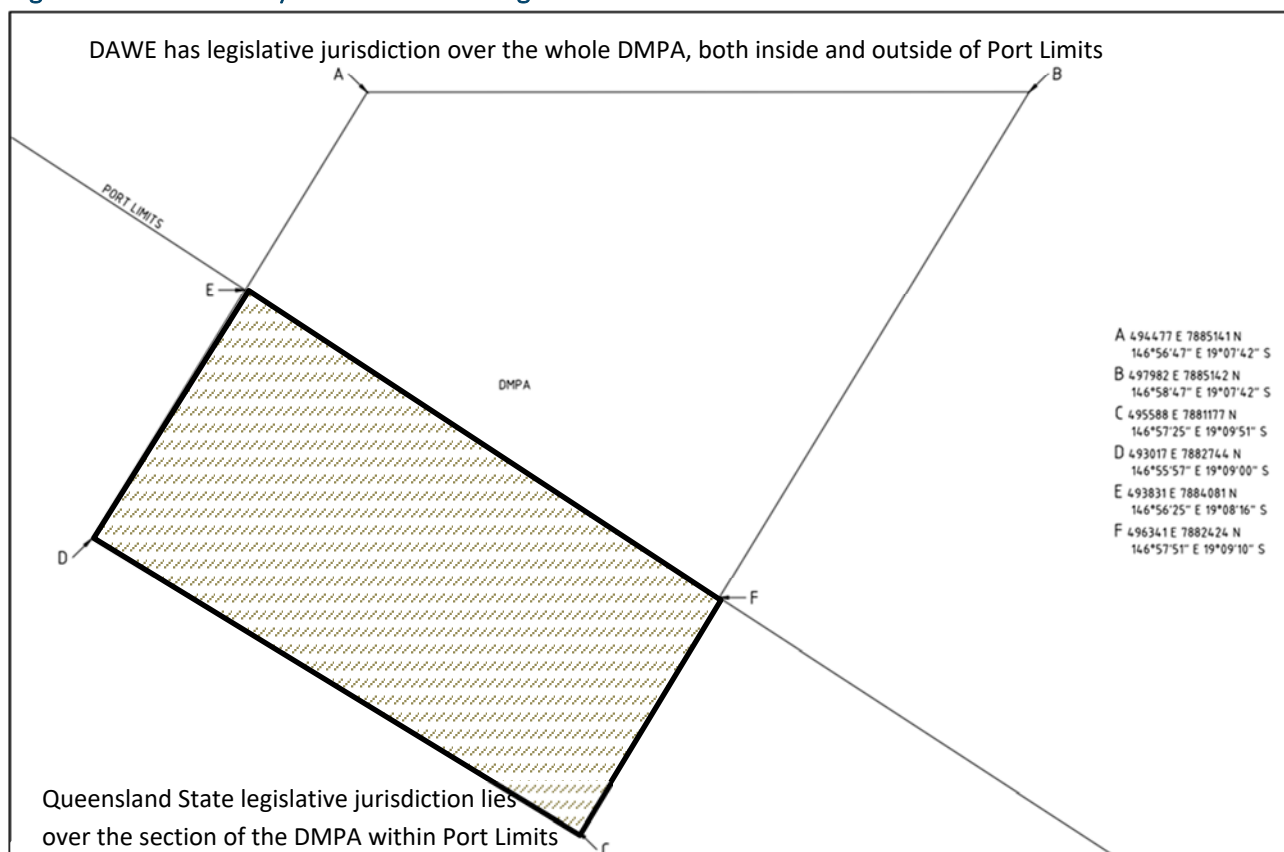 DAWE has legislative jurisdiction over the whole DMPA, both inside and outside of Port Limits
A
B
PORT LIMITS
E
DMPA
A 494477 E 7885141 N
146°56'47" E 19°07'42" S
B 497982 E 7885142 N
146°58'47" E 19°07'42" S
C 495588 E 7881177 N
146°57'25" E 19°09'51" S
D 493017 E 7882744 N
146°55'57" E 19°09'00" S
E 493831 E 7884081 N
146°56'25" E 19°08'16" S
F 496341 E 7882424 N
146°57'51" E 19°09'10" S
D
F
Queensland State legislative jurisdiction lies
over the section of the DMPA within Port Limits
C